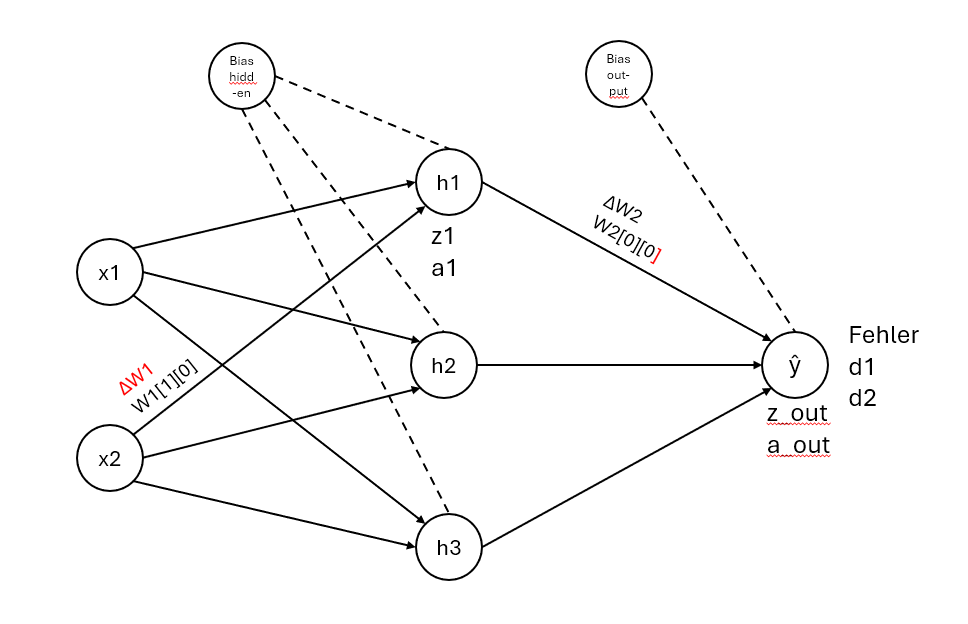 Bias
hidd
-en
Bias
out-
put
h1
z1
a1
ΔW2
W2[0][0]
x1
h2
ŷ
Fehler
d1
d2
z_out
a_out
ΔW1
W1[1][0]
x2
h3